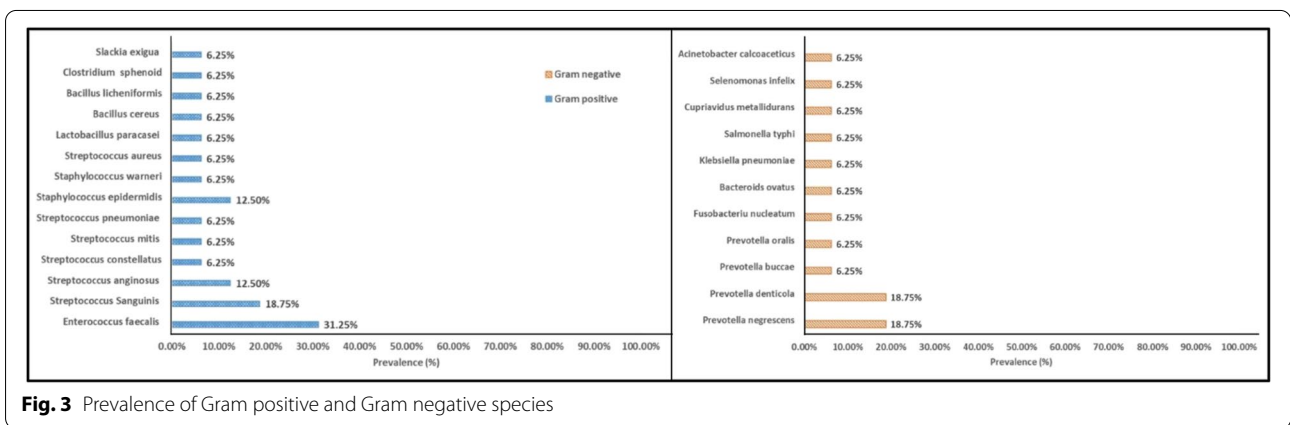 Slackia exigua 6.25%
Clostridium sphenoid 6.25%
Bacillus licheniformis 6.25%
Bacillus cereus 6.25%
Lactobacillus paracasei 6.25%
Streptococcus aureus 6.25%
Staphylococcus warneri 6.25%
Staphylococcus epidermidis 12.50%
Streptococcus pneumoniae 6.25%
Streptococcus mitis 6.25%
Streptococcus constellatus 6.25%
Streptococcus anginosus 12.50%
Streptococcus Sanguinis 18.75%
Enterococcus faecalis 31.25%
0.00% 10.00% 20.00% 30.00% 40.00% 50.00% 60.00% 70.00% 80.00% 90.00% 100.00%
Prevalence (%)
Gram negative
Gram positive
Acinetobacter calcoaceticus 6.25%
Selenomonas infelix 6.25%
Cupriavidus metallidurans 6.25%
Salmonella typhi 6.25%
Klebsiella pneumoniae 6.25%
Bacteroids ovatus 6.25%
Fusobacteriu nucleatum 6.25%
Prevotella oralis 6.25%
Prevotella buccae 6.25%
Prevotella denticola 18.75%
Prevotella negrescens 18.75%
0.00% 10.00% 20.00% 30.00% 40.00% 50.00% 60.00% 70.00% 80.00% 90.00% 100.00%
Prevalence (%)
Fig. 3 Prevalence of Gram positive and Gram negative species